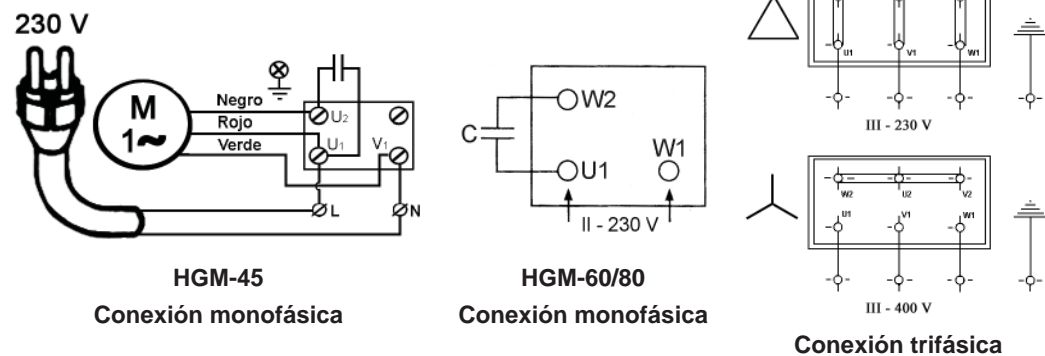 230 V
M
1~
Negro
Rojo
Verde
U2
U1
V1
L
N
HGM-45
Conexión monofásica
C
W2
U1
W1
II - 230 V
HGM-60/80
Conexión monofásica
U1 V1 W1
III - 230 V
W2 U2 V2
U1 V1 W1
III - 400 V
Conexión trifásica